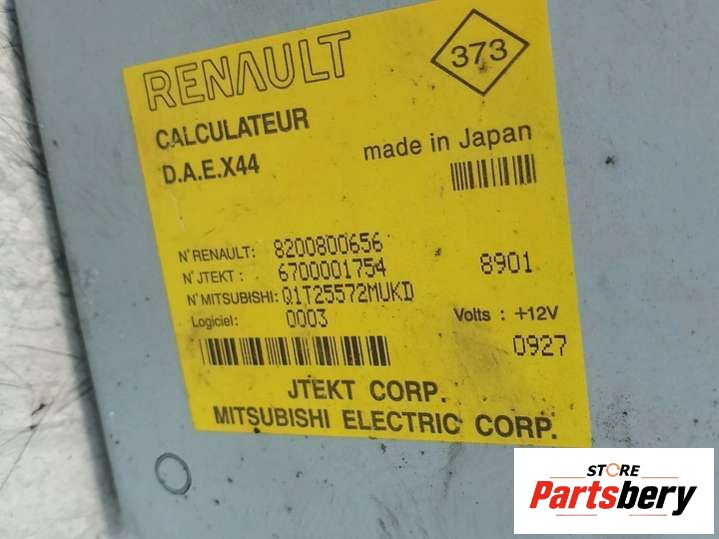 RENAULT
373
CALCULATEUR
made in Japan
D.A.E.X44
N° RENAULT: 8200800656
N° JTEKT : 6700001754
8901
N° MITSUBISHI: Q1T25572MUKD
Logiciel: 0003
Volts : +12V
0927
JTEKT CORP.
MITSUBISHI ELECTRIC CORP.
STORE
Partsbery